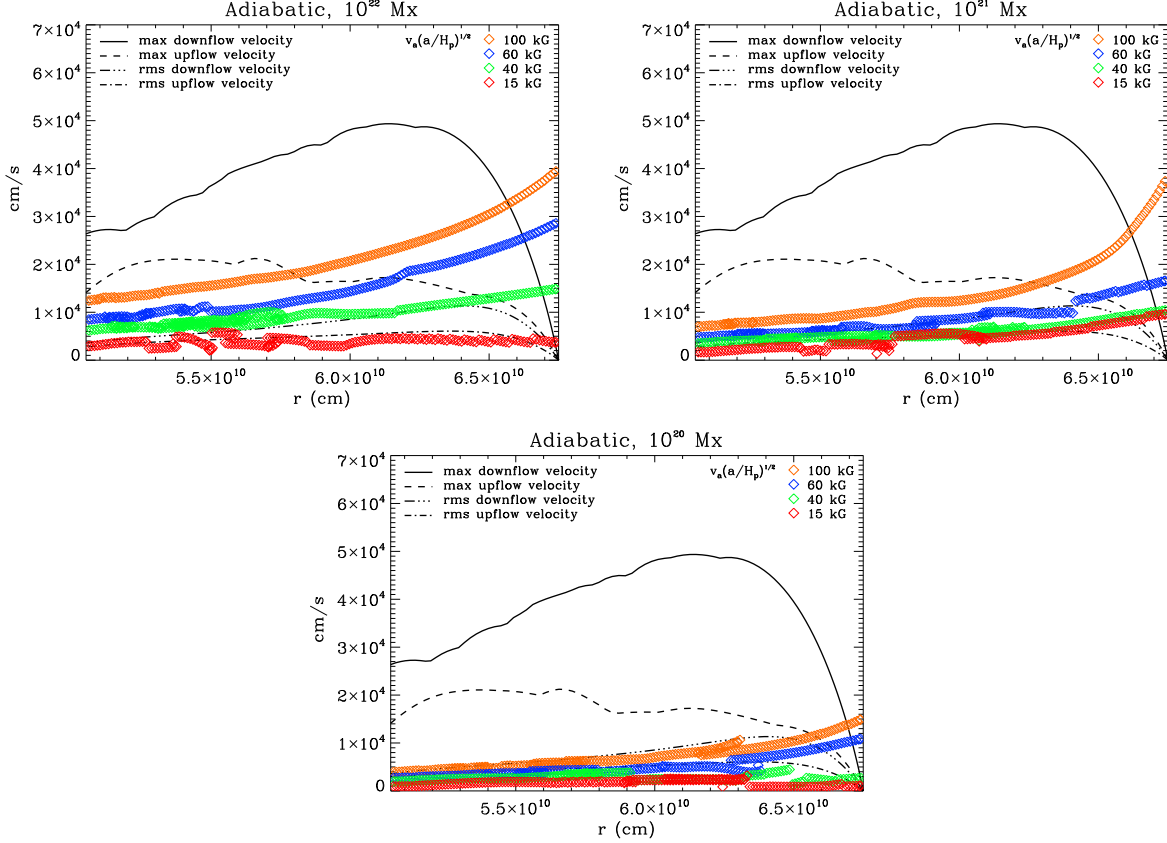 Adiabatic, 10²² Mx
7×10⁴
6×10⁴
5×10⁴
4×10⁴
3×10⁴
2×10⁴
1×10⁴
0
cm/s
max downflow velocity
max upflow velocity
rms downflow velocity
rms upflow velocity
vₐ(a/Hₚ)¹/²
100 kG
60 kG
40 kG
15 kG
5.5×10¹⁰
6.0×10¹⁰
6.5×10¹⁰
r (cm)
Adiabatic, 10²¹ Mx
7×10⁴
6×10⁴
5×10⁴
4×10⁴
3×10⁴
2×10⁴
1×10⁴
0
cm/s
max downflow velocity
max upflow velocity
rms downflow velocity
rms upflow velocity
vₐ(a/Hₚ)¹/²
100 kG
60 kG
40 kG
15 kG
5.5×10¹⁰
6.0×10¹⁰
6.5×10¹⁰
r (cm)
Adiabatic, 10²⁰ Mx
7×10⁴
6×10⁴
5×10⁴
4×10⁴
3×10⁴
2×10⁴
1×10⁴
0
cm/s
max downflow velocity
max upflow velocity
rms downflow velocity
rms upflow velocity
vₐ(a/Hₚ)¹/²
100 kG
60 kG
40 kG
15 kG
5.5×10¹⁰
6.0×10¹⁰
6.5×10¹⁰
r (cm)